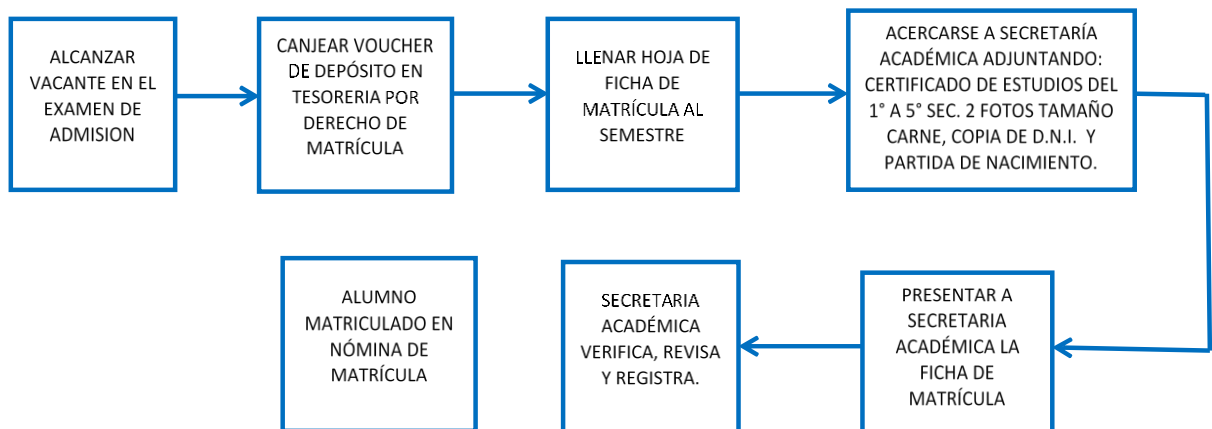 ALCANZAR
VACANTE EN EL
EXAMEN DE
ADMISION
CANJEAR VOUCHER
DE DEPÓSITO EN
TESORERIA POR
DERECHO DE
MATRÍCULA
LLENAR HOJA DE
FICHA DE
MATRÍCULA AL
SEMESTRE
ACERCARSE A SECRETARÍA
ACADÉMICA ADJUNTANDO:
CERTIFICADO DE ESTUDIOS DEL
1° A 5° SEC. 2 FOTOS TAMAÑO
CARNE, COPIA DE D.N.I. Y
PARTIDA DE NACIMIENTO.
PRESENTAR A
SECRETARIA
ACADÉMICA LA
FICHA DE
MATRÍCULA
SECRETARIA
ACADÉMICA
VERIFICA, REVISA
Y REGISTRA.
ALUMNO
MATRICULADO EN
NÓMINA DE
MATRÍCULA